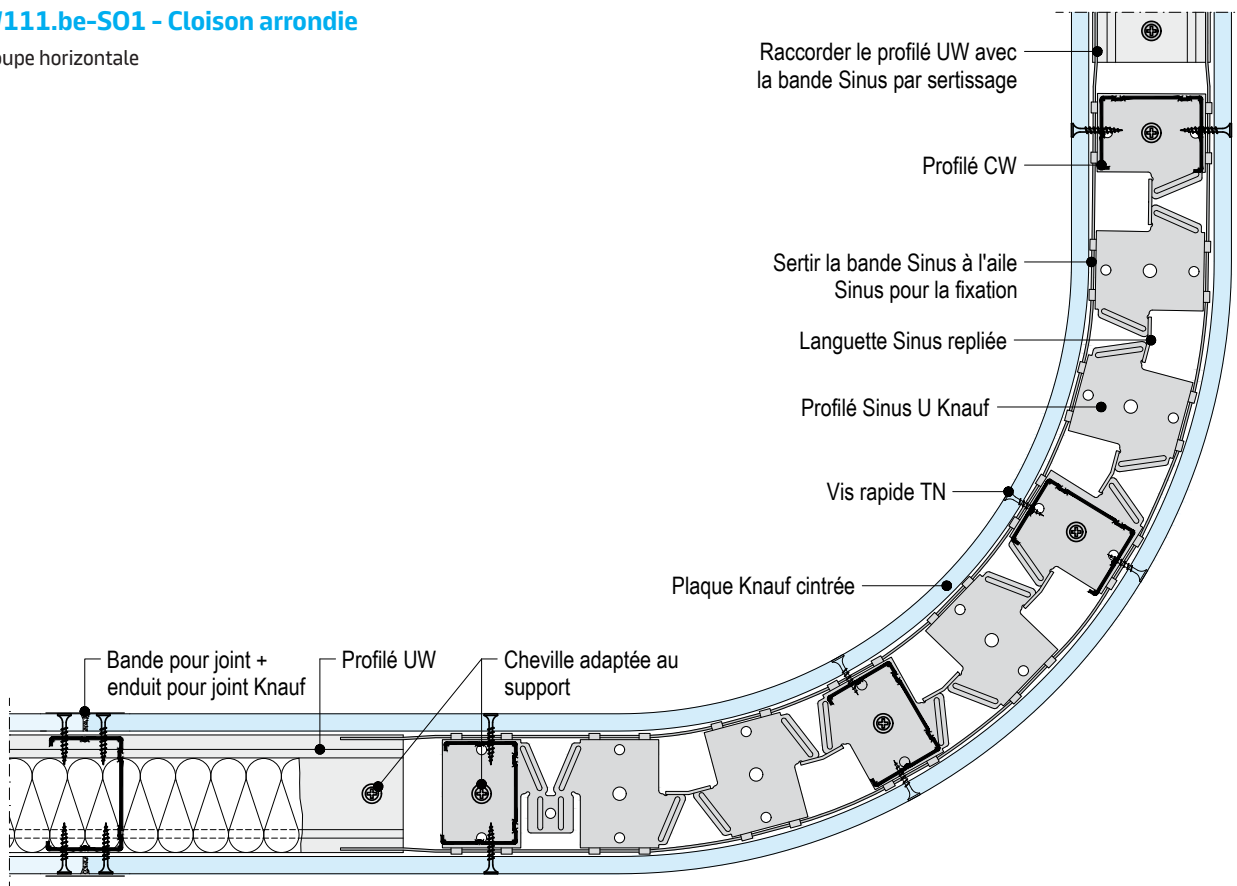 111.be-SO1 - Cloison arrondie
oupe horizontale
Raccorder le profilé UW avec
la bande Sinus par sertissage
Profilé CW
Sertir la bande Sinus à l'aile
Sinus pour la fixation
Languette Sinus repliée
Profilé Sinus U Knauf
Vis rapide TN
Plaque Knauf cintrée
Bande pour joint +
enduit pour joint Knauf
Profilé UW
Cheville adaptée au
support